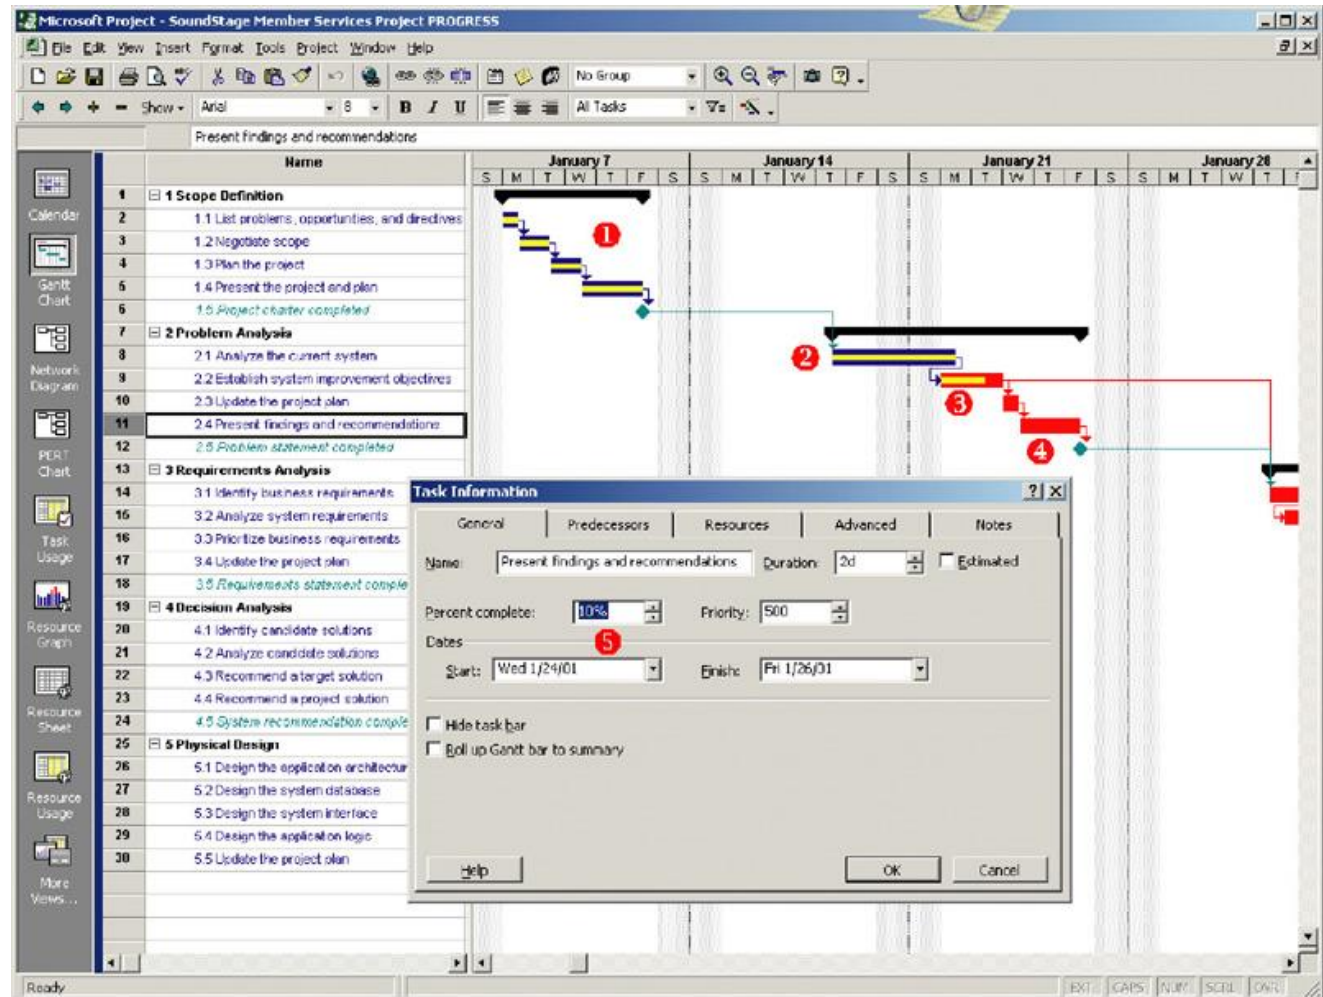 Microsoft Project - SoundStage Member Services Project PROGRESS
File Edit View Insert Format Tools Project Window Help
No Group
Show Arial 8 B I U All Tasks
Present findings and recommendations
Name January 7 January 14 January 21 January 28
S M T W T F S S M T W T F S S M T W T F S S M T W T F
1 1 Scope Definition
2 1.1 List problems, opportunities, and directives
3 1.2 Negotiate scope
4 1.3 Plan the project
5 1.4 Present the project and plan
6 1.5 Project charter completed
7 2 Problem Analysis
8 2.1 Analyze the current system
9 2.2 Establish system improvement objectives
10 2.3 Update the project plan
11 2.4 Present findings and recommendations
12 2.5 Problem statement completed
13 3 Requirements Analysis
14 3.1 Identify business requirements
15 3.2 Analyze system requirements
16 3.3 Prioritize business requirements
17 3.4 Update the project plan
18 3.5 Requirements statement comple
19 4 Decision Analysis
20 4.1 Identify candidate solutions
21 4.2 Analyze candidate solutions
22 4.3 Recommend a target solution
23 4.4 Recommend a project solution
24 4.5 System recommendation comple
25 5 Physical Design
26 5.1 Design the application architectur
27 5.2 Design the system database
28 5.3 Design the system interface
29 5.4 Design the application logic
30 5.5 Update the project plan
Calendar
Gantt
Chart
Network
Diagram
PERT
Chart
Task
Usage
Resource
Graph
Resource
Sheet
Resource
Usage
More
Views...
1
2
3
4
Task Information
General Predecessors Resources Advanced Notes
Name: Present findings and recommendations Duration: 2d Estimated
Percent complete: 10% Priority: 500
5
Dates
Start: Wed 1/24/01 Finish: Fri 1/26/01
Hide task bar
Roll up Gantt bar to summary
Help OK Cancel
Ready EXT CAPS NUM SCRL OVR